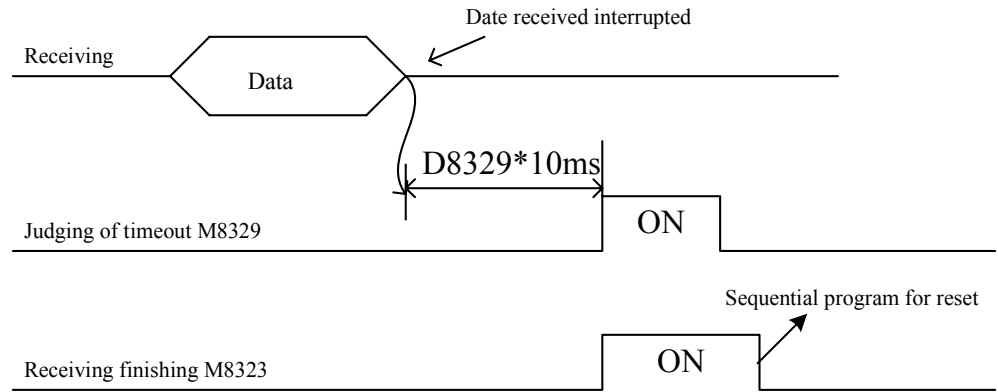 Date received interrupted
Receiving
Data
D8329*10ms
Judging of timeout M8329
ON
Sequential program for reset
Receiving finishing M8323
ON